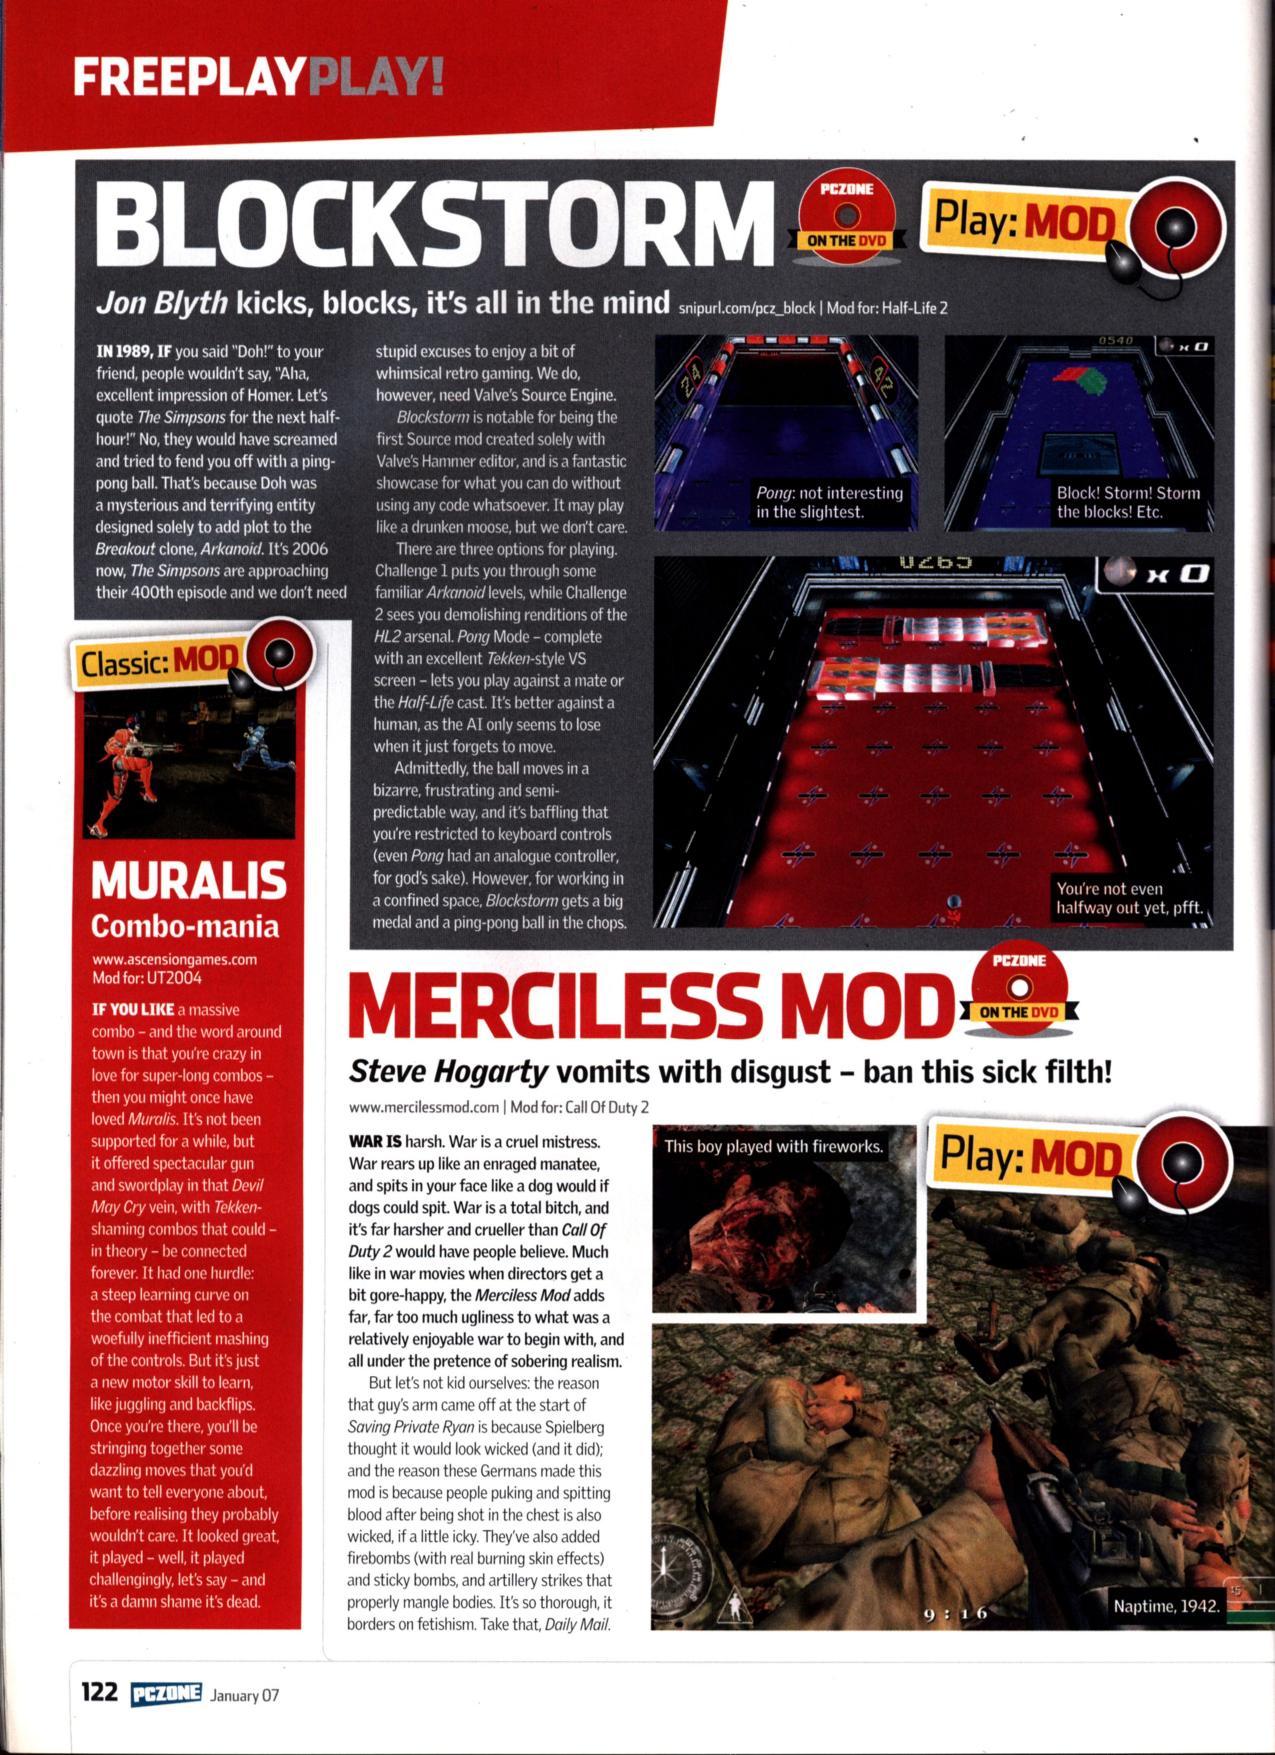 FREEPLAYPLAY!
BLOCKSTORM
PCZONE
ON THE DVD
Play: MOD
Jon Blyth kicks, blocks, it's all in the mind snipurl.com/pcz_block | Mod for: Half-Life 2
IN 1989, IF you said "Doh!" to your
friend, people wouldn't say, "Aha,
excellent impression of Homer. Let's
quote The Simpsons for the next half-
hour!" No, they would have screamed
and tried to fend you off with a ping-
pong ball. That's because Doh was
a mysterious and terrifying entity
designed solely to add plot to the
Breakout clone, Arkanoid. It's 2006
now, The Simpsons are approaching
their 400th episode and we don't need
stupid excuses to enjoy a bit of
whimsical retro gaming. We do,
however, need Valve's Source Engine.
Blockstorm is notable for being the
first Source mod created solely with
Valve's Hammer editor, and is a fantastic
showcase for what you can do without
using any code whatsoever. It may play
like a drunken moose, but we don't care.
There are three options for playing.
Challenge 1 puts you through some
familiar Arkanoid levels, while Challenge
2 sees you demolishing renditions of the
HL2 arsenal. Pong Mode – complete
with an excellent Tekken-style VS
screen – lets you play against a mate or
the Half-Life cast. It's better against a
human, as the AI only seems to lose
when it just forgets to move.
Admittedly, the ball moves in a
bizarre, frustrating and semi-
predictable way, and it's baffling that
you're restricted to keyboard controls
(even Pong had an analogue controller,
for god's sake). However, for working in
a confined space, Blockstorm gets a big
medal and a ping-pong ball in the chops.
Pong: not interesting
in the slightest.
0540
x 0
Block! Storm! Storm
the blocks! Etc.
0265
x 0
You're not even
halfway out yet, pfft.
Classic: MOD
MURALIS
Combo-mania
www.ascensiongames.com
Mod for: UT2004
IF YOU LIKE a massive
combo – and the word around
town is that you're crazy in
love for super-long combos –
then you might once have
loved Muralis. It's not been
supported for a while, but
it offered spectacular gun
and swordplay in that Devil
May Cry vein, with Tekken-
shaming combos that could –
in theory – be connected
forever. It had one hurdle:
a steep learning curve on
the combat that led to a
woefully inefficient mashing
of the controls. But it's just
a new motor skill to learn,
like juggling and backflips.
Once you're there, you'll be
stringing together some
dazzling moves that you'd
want to tell everyone about,
before realising they probably
wouldn't care. It looked great,
it played – well, it played
challengingly, let's say – and
it's a damn shame it's dead.
MERCILESS MOD
PCZONE
ON THE DVD
Steve Hogarty vomits with disgust – ban this sick filth!
www.mercilessmod.com | Mod for: Call Of Duty 2
WAR IS harsh. War is a cruel mistress.
War rears up like an enraged manatee,
and spits in your face like a dog would if
dogs could spit. War is a total bitch, and
it's far harsher and crueller than Call Of
Duty 2 would have people believe. Much
like in war movies when directors get a
bit gore-happy, the Merciless Mod adds
far, far too much ugliness to what was a
relatively enjoyable war to begin with, and
all under the pretence of sobering realism.
But let's not kid ourselves: the reason
that guy's arm came off at the start of
Saving Private Ryan is because Spielberg
thought it would look wicked (and it did);
and the reason these Germans made this
mod is because people puking and spitting
blood after being shot in the chest is also
wicked, if a little icky. They've also added
firebombs (with real burning skin effects)
and sticky bombs, and artillery strikes that
properly mangle bodies. It's so thorough, it
borders on fetishism. Take that, Daily Mail.
This boy played with fireworks.
Play: MOD
9 : 16
15
Naptime, 1942.
122 PCZONE January 07